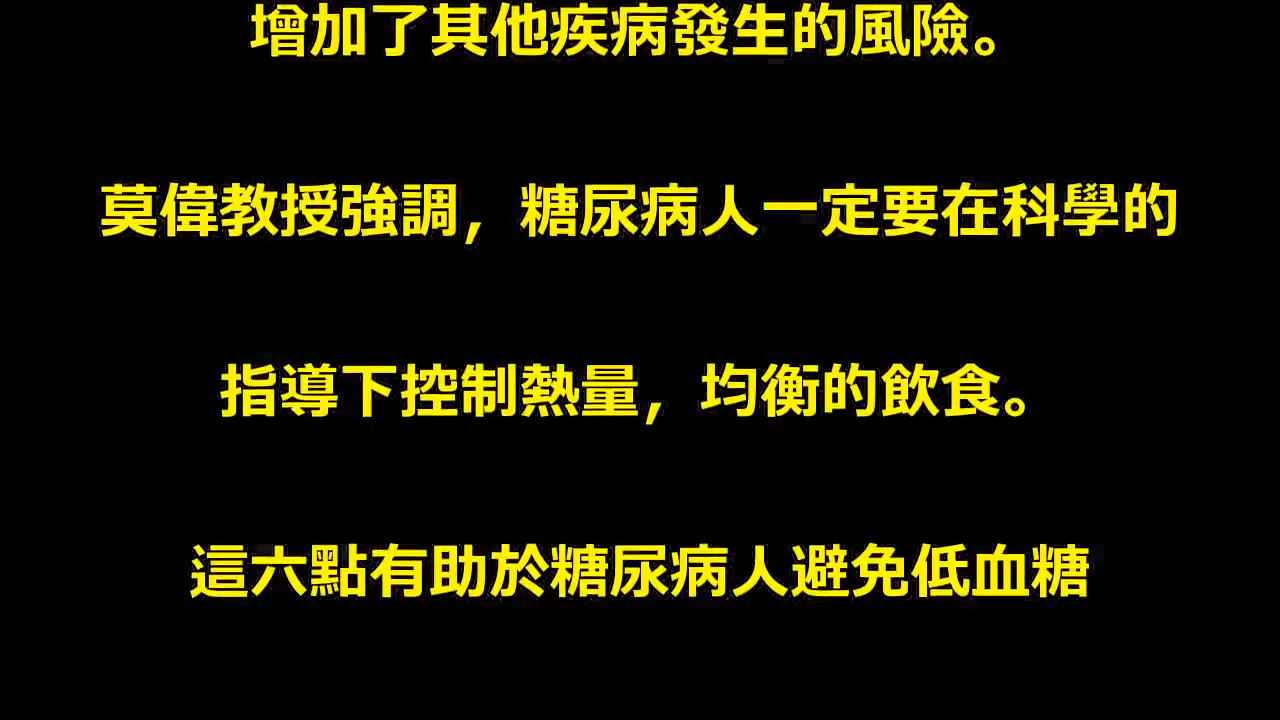 增加了其他疾病發生的風險。
莫偉教授強調，糖尿病人一定要在科學的
指導下控制熱量，均衡的飲食。
這六點有助於糖尿病人避免低血糖